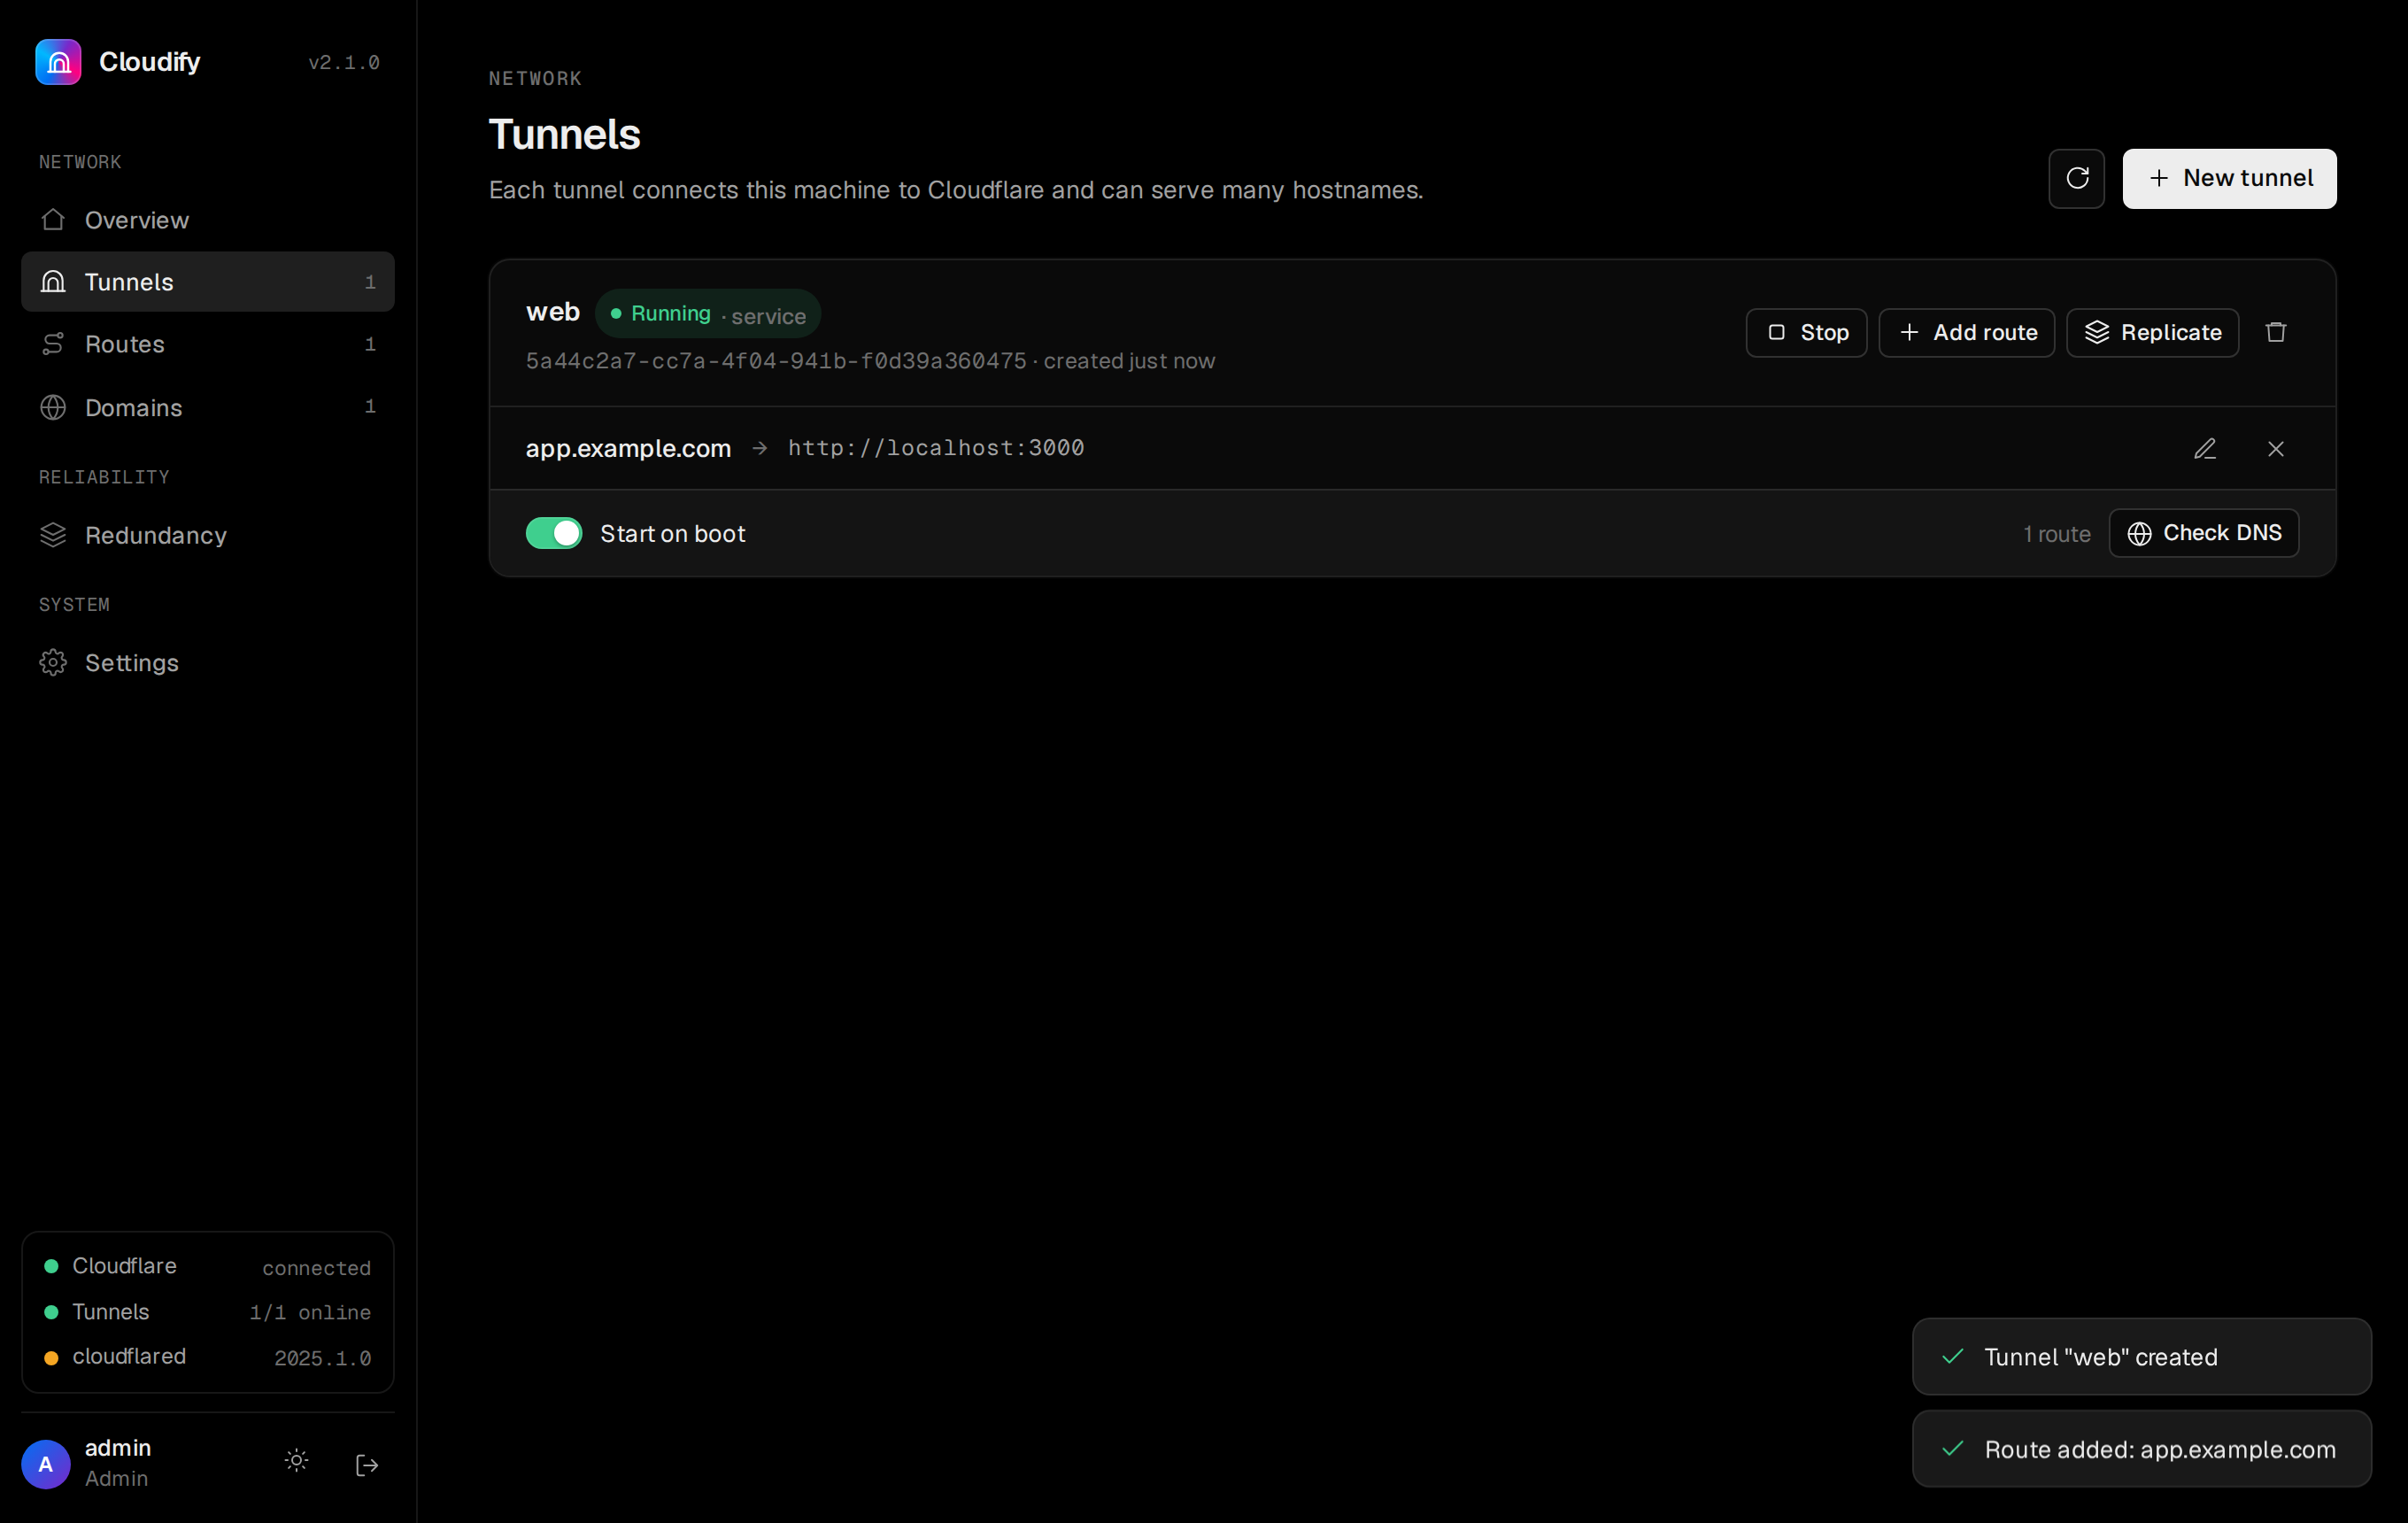 Cloudify
v2.1.0
NETWORK
Overview
Tunnels 1
Routes 1
Domains 1
RELIABILITY
Redundancy
SYSTEM
Settings
Cloudflare connected
Tunnels 1/1 online
cloudflared 2025.1.0
A
admin
Admin
NETWORK
Tunnels
Each tunnel connects this machine to Cloudflare and can serve many hostnames.
New tunnel
web Running · service
5a44c2a7-cc7a-4f04-941b-f0d39a360475 · created just now
Stop
Add route
Replicate
app.example.com → http://localhost:3000
Start on boot
1 route
Check DNS
Tunnel "web" created
Route added: app.example.com